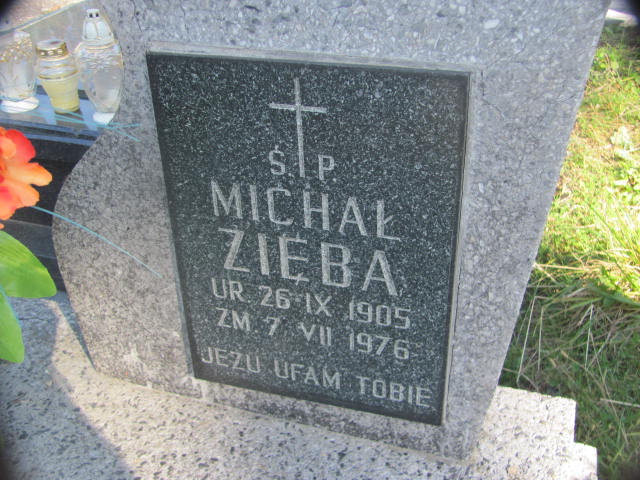 Ś. P
MICHAŁ
ZIĘBA
UR. 26 IX 1905
ZM 7 VII 1976
JEZU UFAM TOBIE